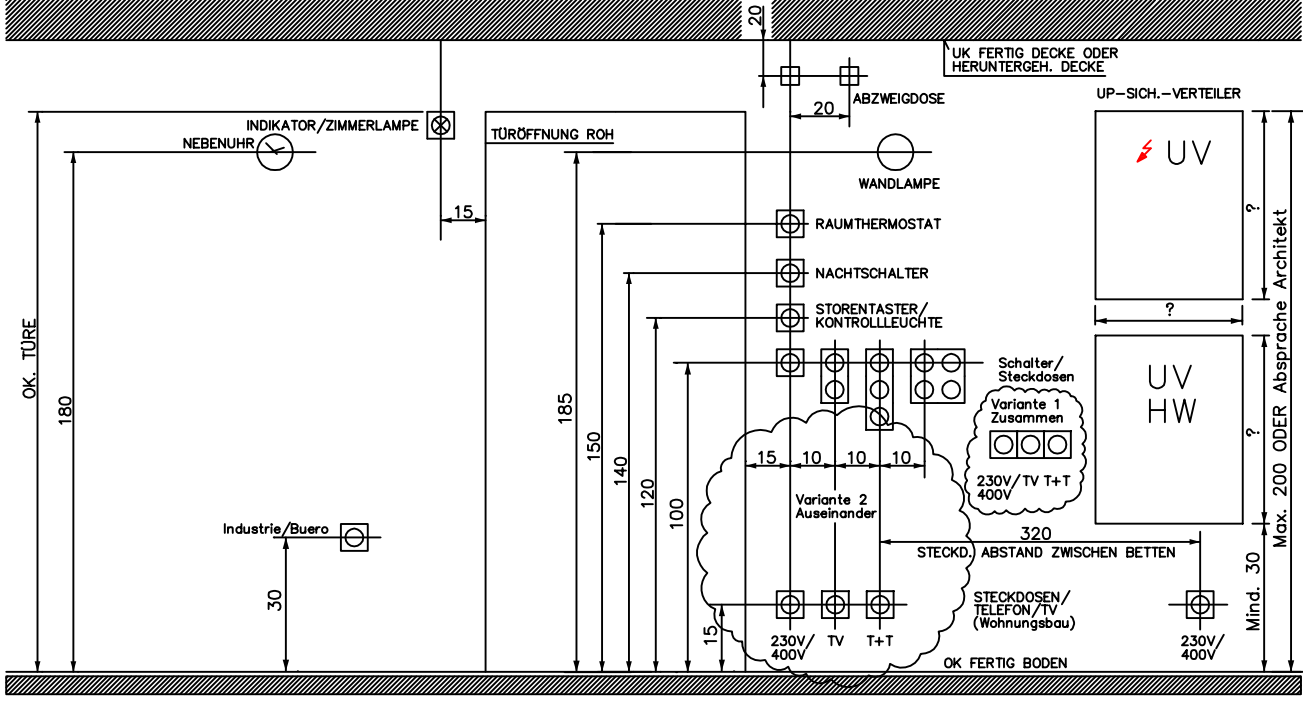 20
UK FERTIG DECKE ODER
HERUNTERGEH. DECKE
ABZWEIGDOSE
20
UP-SICH.-VERTEILER
INDIKATOR/ZIMMERLAMPE
NEBENUHR
TÜRÖFFNUNG ROH
UV
WANDLAMPE
15
RAUMTHERMOSTAT
?
NACHTSCHALTER
STORENTASTER/
KONTROLLLEUCHTE
?
OK. TÜRE
180
185
150
140
120
100
Schalter/
Steckdosen
Variante 1
Zusammen
230V/ TV T+T
400V
UV
HW
?
Max. 200 ODER Absprache Architekt
15
10
10
10
Variante 2
Auseinander
Industrie/Buero
30
320
STECKD. ABSTAND ZWISCHEN BETTEN
Mind. 30
15
STECKDOSEN/
TELEFON/TV
(Wohnungsbau)
230V/
400V
TV
T+T
230V/
400V
OK FERTIG BODEN